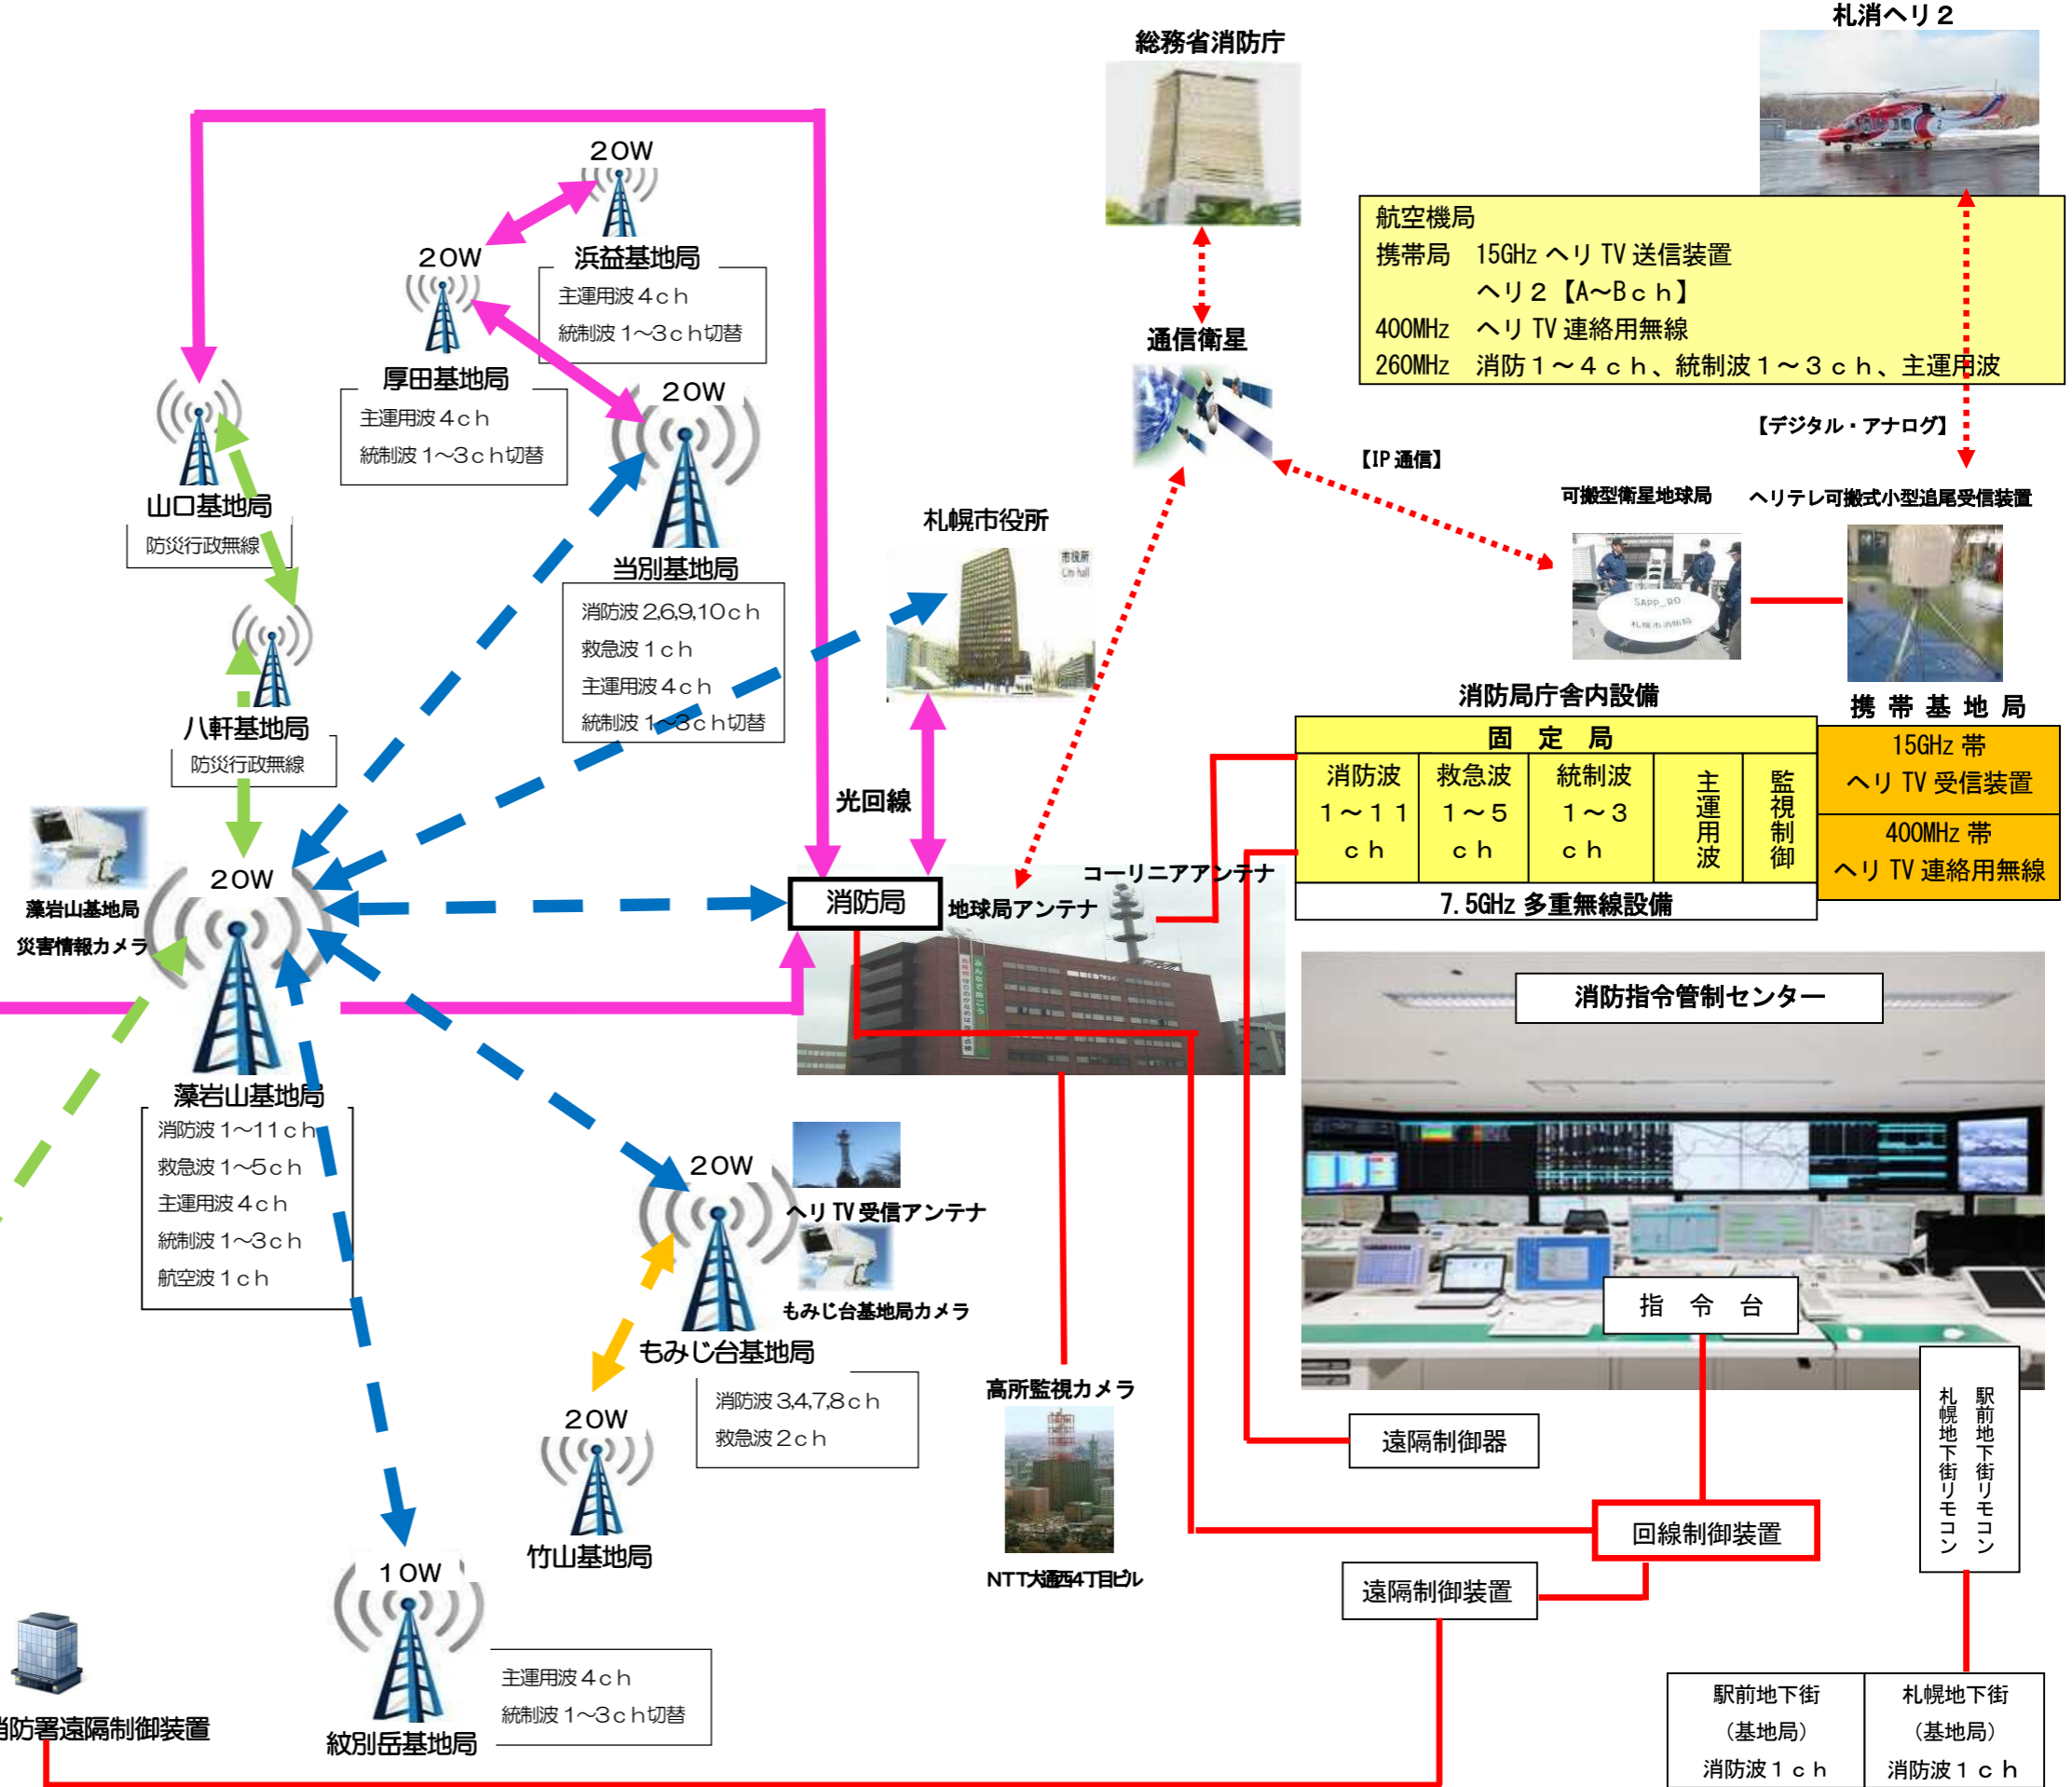 札消ヘリ２
総務省消防庁
航空機局
携帯局　15GHz ヘリ TV 送信装置
ヘリ２【A～Bｃｈ】
400MHz　ヘリ TV 連絡用無線
260MHz　消防１～４ｃｈ、統制波１～３ｃｈ、主運用波
20W
浜益基地局
主運用波４ｃｈ
統制波１～３ｃｈ切替
20W
厚田基地局
主運用波４ｃｈ
統制波１～３ｃｈ切替
通信衛星
【デジタル・アナログ】
【IP 通信】
可搬型衛星地球局
ヘリテレ可搬式小型追尾受信装置
SAPP_RO
札幌市消防局
20W
当別基地局
消防波 2,6,9,10ｃｈ
救急波１ｃｈ
主運用波４ｃｈ
統制波１～３ｃｈ切替
山口基地局
防災行政無線
札幌市役所
市役所
City hall
八軒基地局
防災行政無線
光回線
消防局庁舎内設備
固　定　局
消防波
１～１１
ｃｈ
救急波
１～５
ｃｈ
統制波
１～３
ｃｈ
主運用波
監視制御
7.5GHz 多重無線設備
携帯基地局
15GHz 帯
ヘリ TV 受信装置
400MHz 帯
ヘリ TV 連絡用無線
藻岩山基地局
災害情報カメラ
20W
藻岩山基地局
消防波 1～11ｃｈ
救急波 1～5ｃｈ
主運用波４ｃｈ
統制波 1～3ｃｈ
航空波１ｃｈ
消防局
地球局アンテナ
コーリニアアンテナ
消防指令管制センター
指　令　台
20W
ヘリ TV 受信アンテナ
もみじ台基地局カメラ
もみじ台基地局
消防波 3,4,7,8ｃｈ
救急波２ｃｈ
20W
竹山基地局
高所監視カメラ
NTT大通西4丁目ビル
遠隔制御器
回線制御装置
遠隔制御装置
駅前地下街リモコン
札幌地下街リモコン
10W
紋別岳基地局
主運用波４ｃｈ
統制波 1～3ｃｈ切替
消防署遠隔制御装置
駅前地下街
（基地局）
消防波１ｃｈ
札幌地下街
（基地局）
消防波１ｃｈ